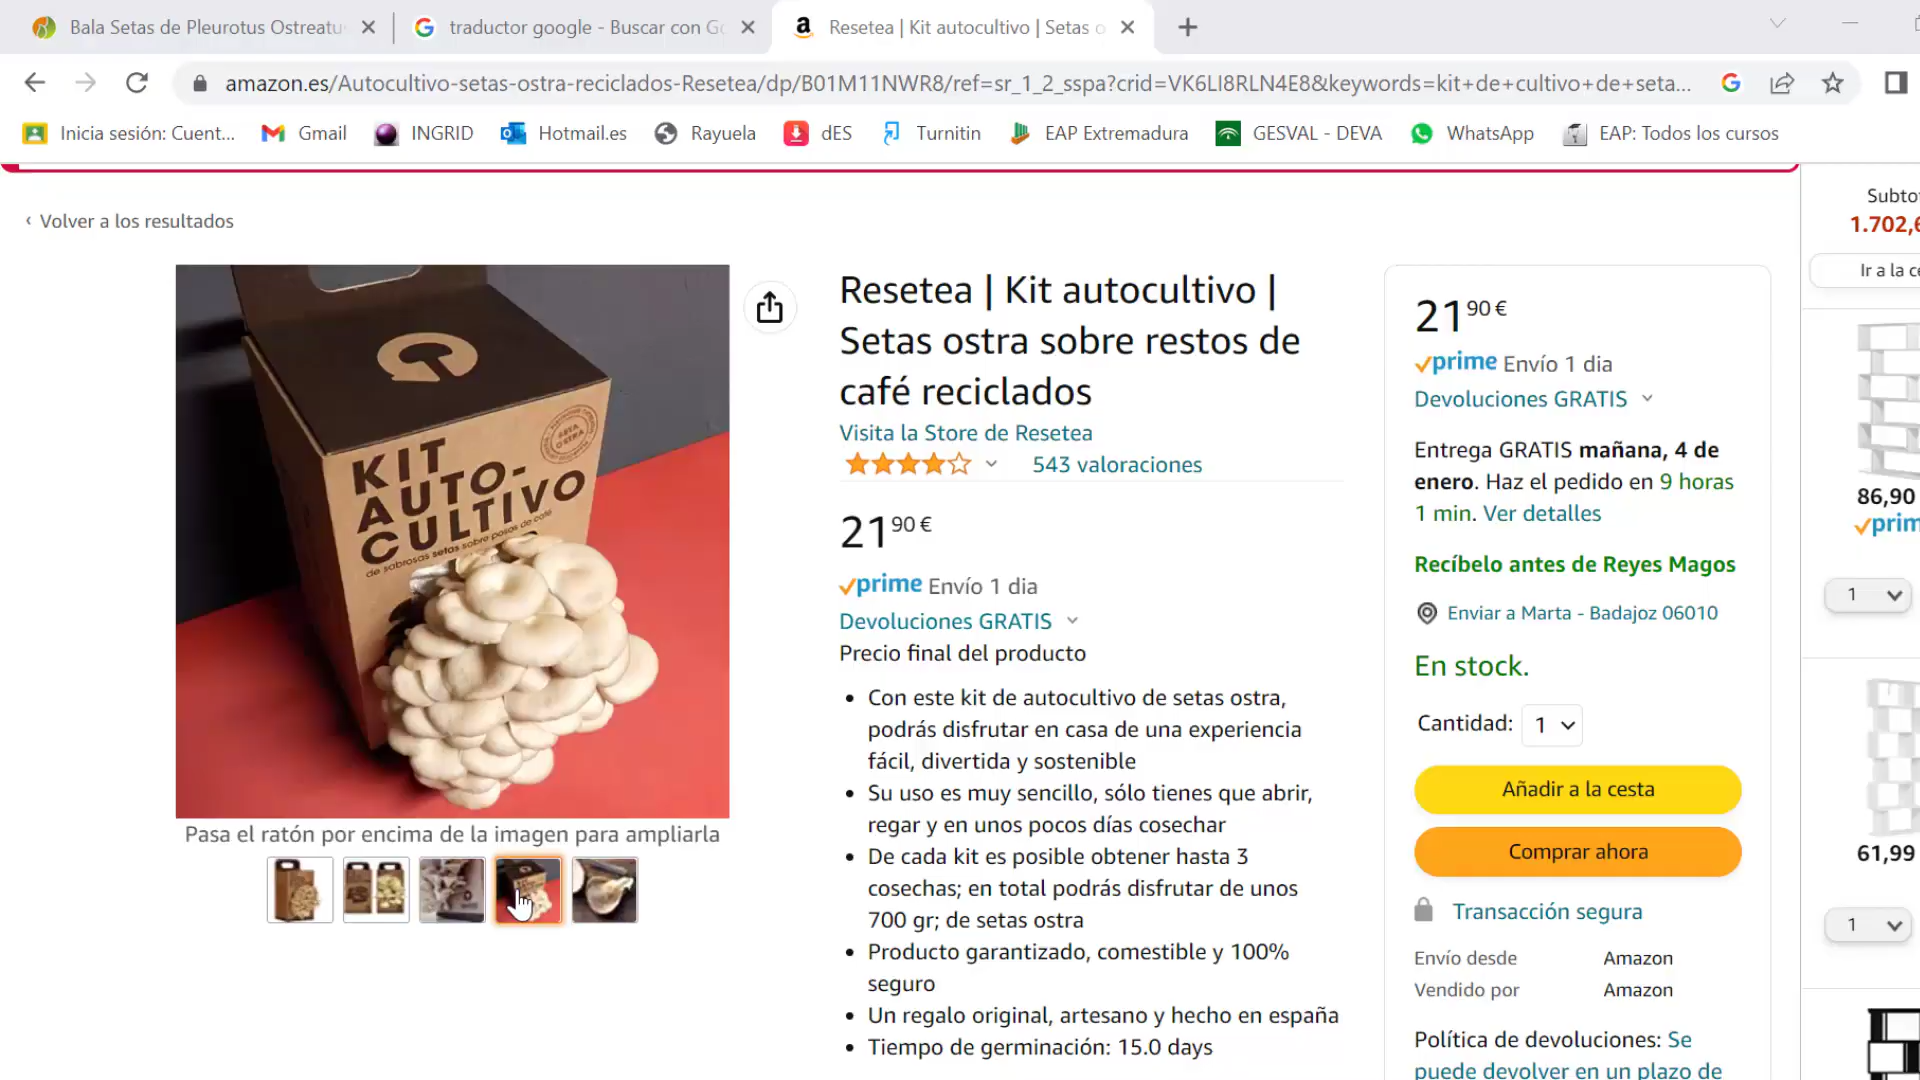 Bala Setas de Pleurotus Ostreatu
traductor google - Buscar con Go
Resetea | Kit autocultivo | Setas o
amazon.es/Autocultivo-setas-ostra-reciclados-Resetea/dp/B01M11NWR8/ref=sr_1_2_sspa?crid=VK6LI8RLN4E8&keywords=kit+de+cultivo+de+seta...
Inicia sesión: Cuent...
Gmail
INGRID
Hotmail.es
Rayuela
dES
Turnitin
EAP Extremadura
GESVAL - DEVA
WhatsApp
EAP: Todos los cursos
‹ Volver a los resultados
KIT
AUTO-
CULTIVO
de sabrosas setas sobre posos de café
SETA
OSTRA
Pasa el ratón por encima de la imagen para ampliarla
Resetea | Kit autocultivo |
Setas ostra sobre restos de
café reciclados
Visita la Store de Resetea
543 valoraciones
21 90 €
prime Envío 1 dia
Devoluciones GRATIS
Precio final del producto
• Con este kit de autocultivo de setas ostra,
podrás disfrutar en casa de una experiencia
fácil, divertida y sostenible
• Su uso es muy sencillo, sólo tienes que abrir,
regar y en unos pocos días cosechar
• De cada kit es posible obtener hasta 3
cosechas; en total podrás disfrutar de unos
700 gr; de setas ostra
• Producto garantizado, comestible y 100%
seguro
• Un regalo original, artesano y hecho en españa
• Tiempo de germinación: 15.0 days
21 90 €
prime Envío 1 dia
Devoluciones GRATIS
Entrega GRATIS mañana, 4 de
enero. Haz el pedido en 9 horas
1 min. Ver detalles
Recíbelo antes de Reyes Magos
Enviar a Marta - Badajoz 06010
En stock.
Cantidad: 1
Añadir a la cesta
Comprar ahora
Transacción segura
Envío desde Amazon
Vendido por Amazon
Política de devoluciones: Se
puede devolver en un plazo de
Subto
1.702,6
Ir a la ce
86,90
prim
1
61,99
1